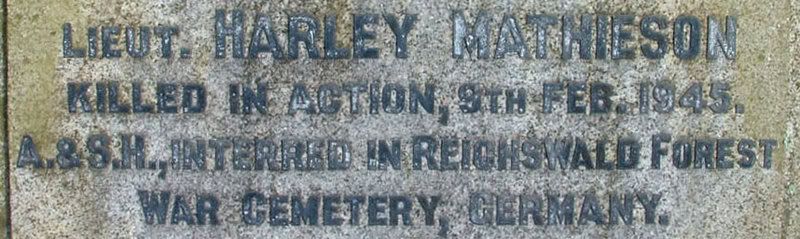 LIEUT. HARLEY MATHIESON
KILLED IN ACTION, 9TH FEB. 1945.
A.&S.H., INTERRED IN REICHSWALD FOREST
WAR CEMETERY, GERMANY.